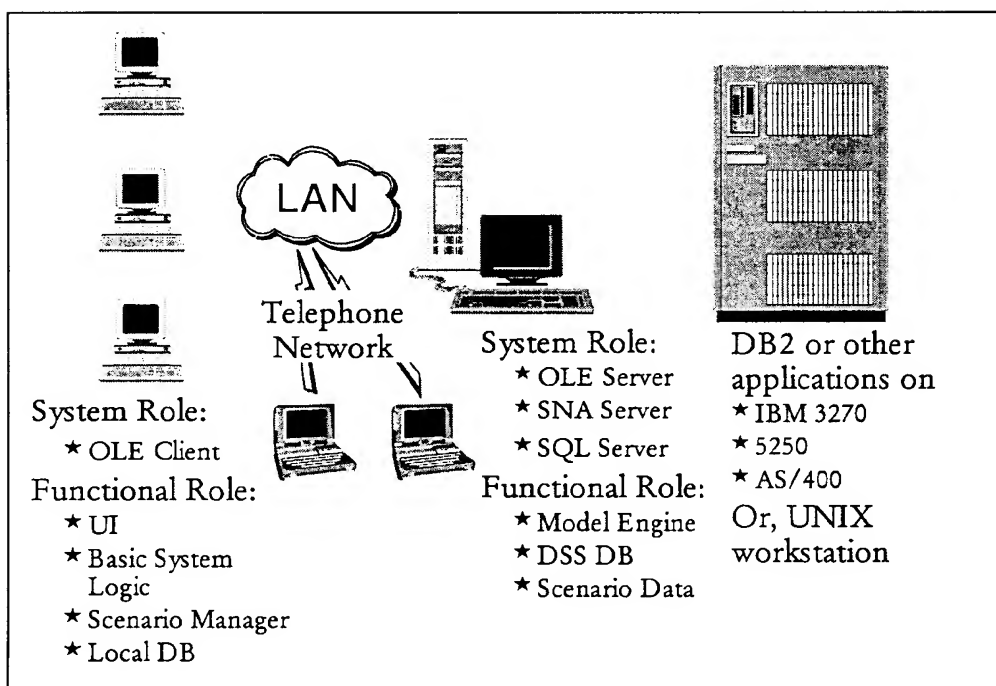 LAN
Telephone
Network
System Role:
★ OLE Client
Functional Role:
★ UI
★ Basic System
Logic
★ Scenario Manager
★ Local DB
System Role:
★ OLE Server
★ SNA Server
★ SQL Server
Functional Role:
★ Model Engine
★ DSS DB
★ Scenario Data
DB2 or other
applications on
★ IBM 3270
★ 5250
★ AS/400
Or, UNIX
workstation